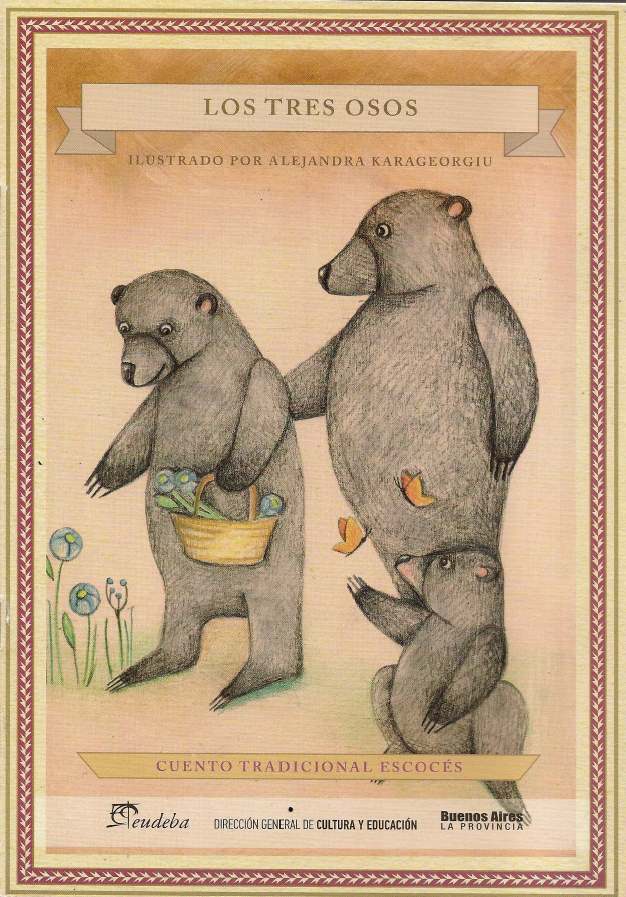 LOS TRES OSOS
ILUSTRADO POR ALEJANDRA KARAGEORGIU
CUENTO TRADICIONAL ESCOCÉS
eudeba
DIRECCIÓN GENERAL DE CULTURA Y EDUCACIÓN
Buenos Aires
LA PROVINCIA